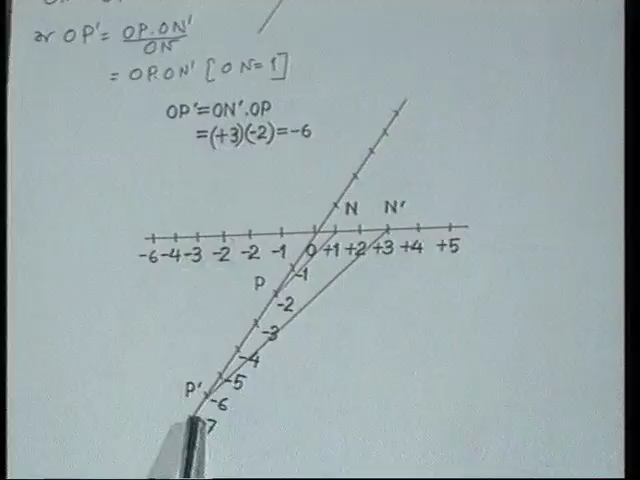 or OP' = OP.ON'
ON
= OP.ON' [ON=1]
OP'=ON'.OP
=(+3)(-2)=-6
N N'
-6 -4 -3 -2 -2 -1 0 +1 +2 +3 +4 +5
-1
P
-2
-3
-4
-5
P'
-6
7